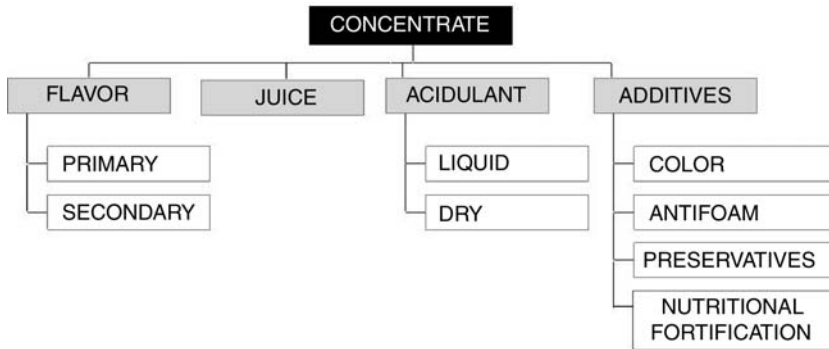 CONCENTRATE
FLAVOR
JUICE
ACIDULANT
ADDITIVES
PRIMARY
SECONDARY
LIQUID
DRY
COLOR
ANTIFOAM
PRESERVATIVES
NUTRITIONAL
FORTIFICATION